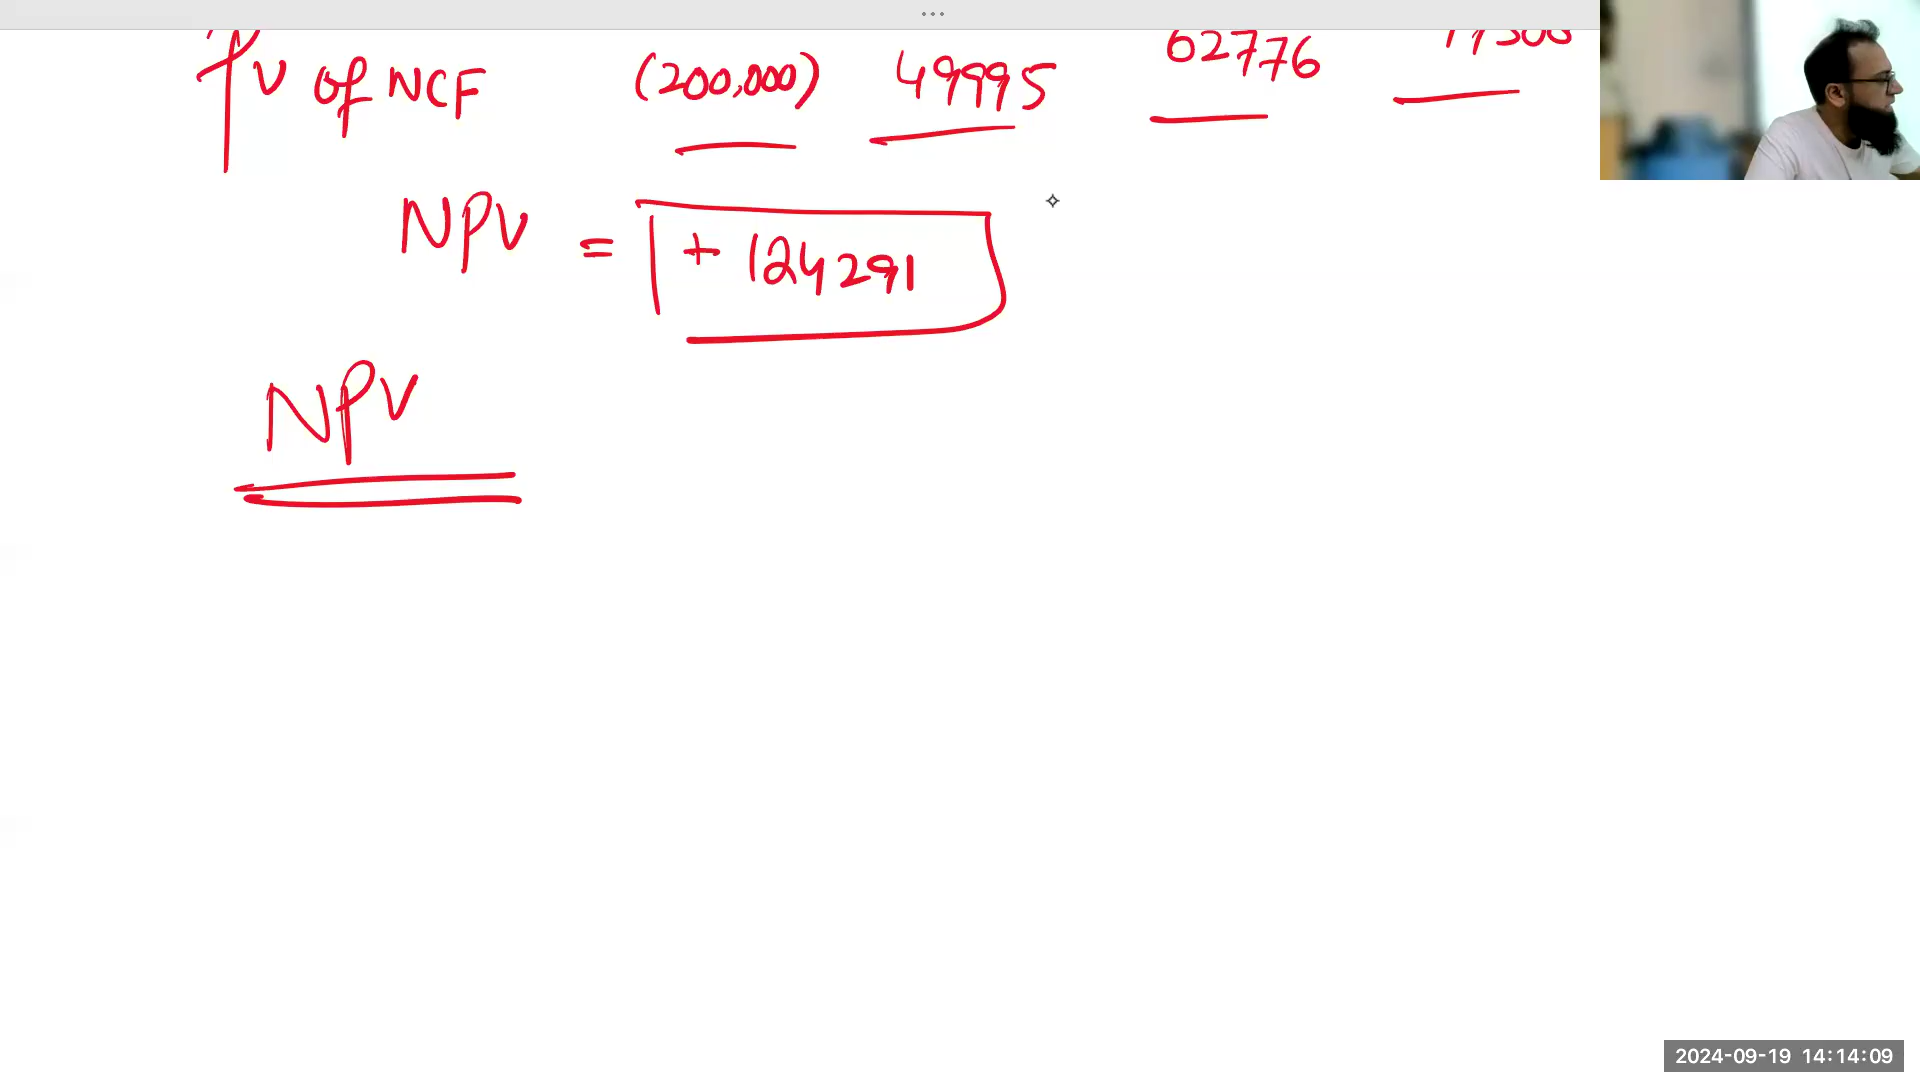 PV of NCF (200,000) 49995 62776
NPV = + 124291
NPV
2024-09-19 14:14:09